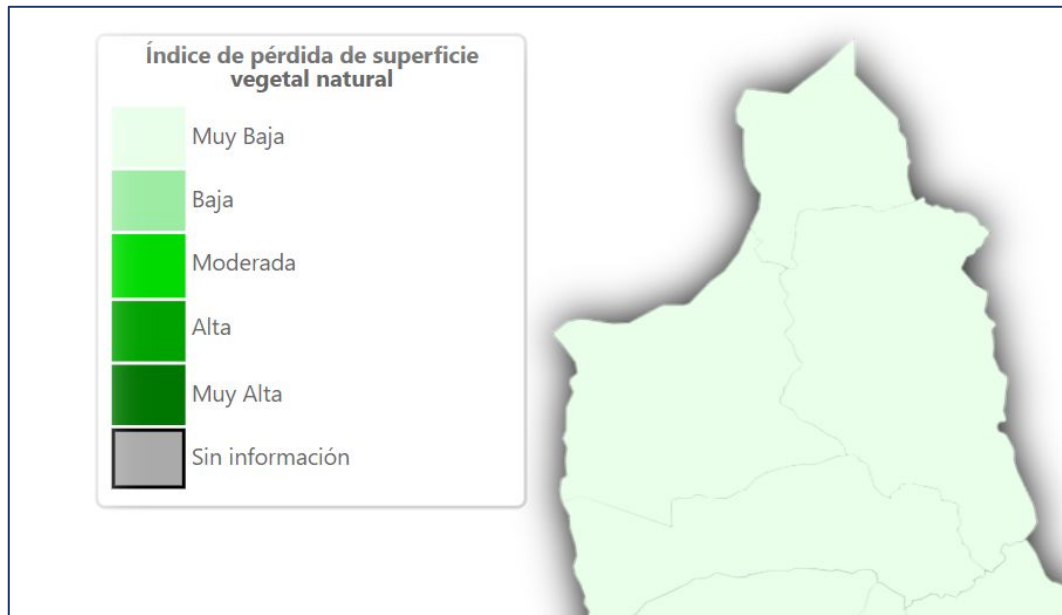 Índice de pérdida de superficie
vegetal natural
Muy Baja
Baja
Moderada
Alta
Muy Alta
Sin información